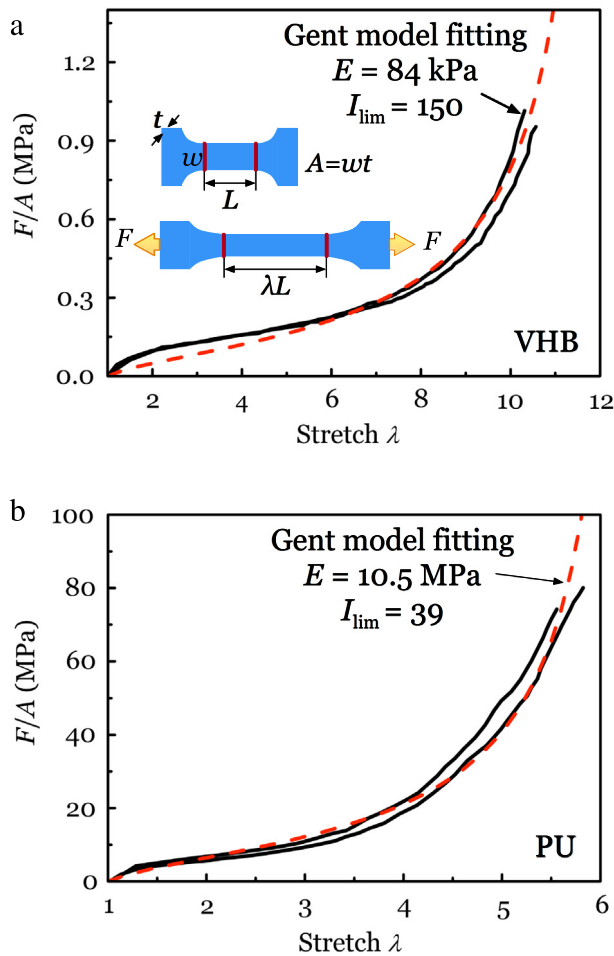 a
Gent model fitting
E = 84 kPa
I_lim = 150
t
w
A=wt
L
F
F
λL
VHB
F/A (MPa)
1.2
0.9
0.6
0.3
0.0
2 4 6 8 10 12
Stretch λ
b
Gent model fitting
E = 10.5 MPa
I_lim = 39
PU
F/A (MPa)
100
80
60
40
20
0
1 2 3 4 5 6
Stretch λ